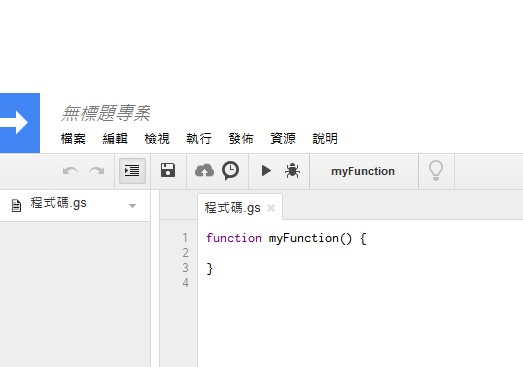 無標題專案
檔案 編輯 檢視 執行 發佈 資源 說明
myFunction
程式碼.gs
程式碼.gs ×
1 function myFunction() {
2
3 }
4